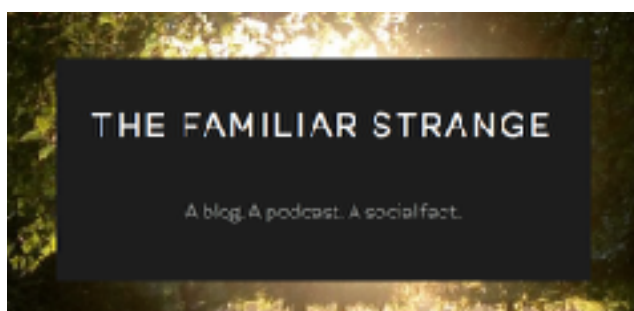 THE FAMILIAR STRANGE
A blog. A podcast. A social fact.